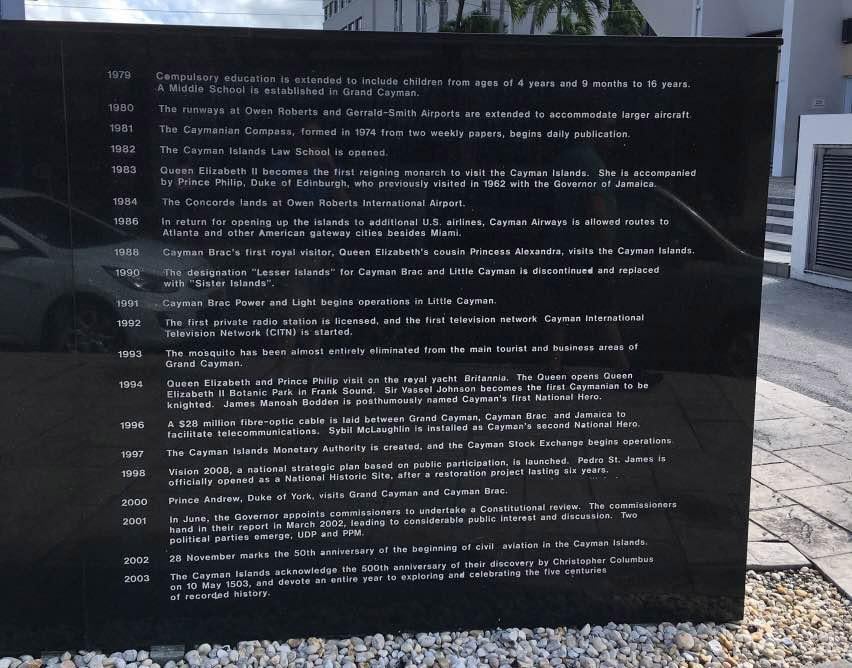 1979 Compulsory education is extended to include children from ages of 4 years and 9 months to 16 years.
A Middle School is established in Grand Cayman.
1980 The runways at Owen Roberts and Gerrald-Smith Airports are extended to accommodate larger aircraft.
1981 The Caymanian Compass, formed in 1974 from two weekly papers, begins daily publication.
1982 The Cayman Islands Law School is opened.
1983 Queen Elizabeth II becomes the first reigning monarch to visit the Cayman Islands. She is accompanied
by Prince Philip, Duke of Edinburgh, who previously visited in 1962 with the Governor of Jamaica.
1984 The Concorde lands at Owen Roberts International Airport.
1986 In return for opening up the islands to additional U.S. airlines, Cayman Airways is allowed routes to
Atlanta and other American gateway cities besides Miami.
1988 Cayman Brac's first royal visitor, Queen Elizabeth's cousin Princess Alexandra, visits the Cayman Islands.
1990 The designation "Lesser Islands" for Cayman Brac and Little Cayman is discontinued and replaced
with "Sister Islands".
1991 Cayman Brac Power and Light begins operations in Little Cayman.
1992 The first private radio station is licensed, and the first television network Cayman International
Television Network (CITN) is started.
1993 The mosquito has been almost entirely eliminated from the main tourist and business areas of
Grand Cayman.
1994 Queen Elizabeth and Prince Philip visit on the royal yacht Britannia. The Queen opens Queen
Elizabeth II Botanic Park in Frank Sound. Sir Vassel Johnson becomes the first Caymanian to be
knighted. James Manoah Bodden is posthumously named Cayman's first National Hero.
1996 A $28 million fibre-optic cable is laid between Grand Cayman, Cayman Brac and Jamaica to
facilitate telecommunications. Sybil McLaughlin is installed as Cayman's second National Hero.
1997 The Cayman Islands Monetary Authority is created, and the Cayman Stock Exchange begins operations.
1998 Vision 2008, a national strategic plan based on public participation, is launched. Pedro St. James is
officially opened as a National Historic Site, after a restoration project lasting six years.
2000 Prince Andrew, Duke of York, visits Grand Cayman and Cayman Brac.
2001 In June, the Governor appoints commissioners to undertake a Constitutional review. The commissioners
hand in their report in March 2002, leading to considerable public interest and discussion. Two
political parties emerge, UDP and PPM.
2002 28 November marks the 50th anniversary of the beginning of civil aviation in the Cayman Islands.
2003 The Cayman Islands acknowledge the 500th anniversary of their discovery by Christopher Columbus
on 10 May 1503, and devote an entire year to exploring and celebrating the five centuries
of recorded history.